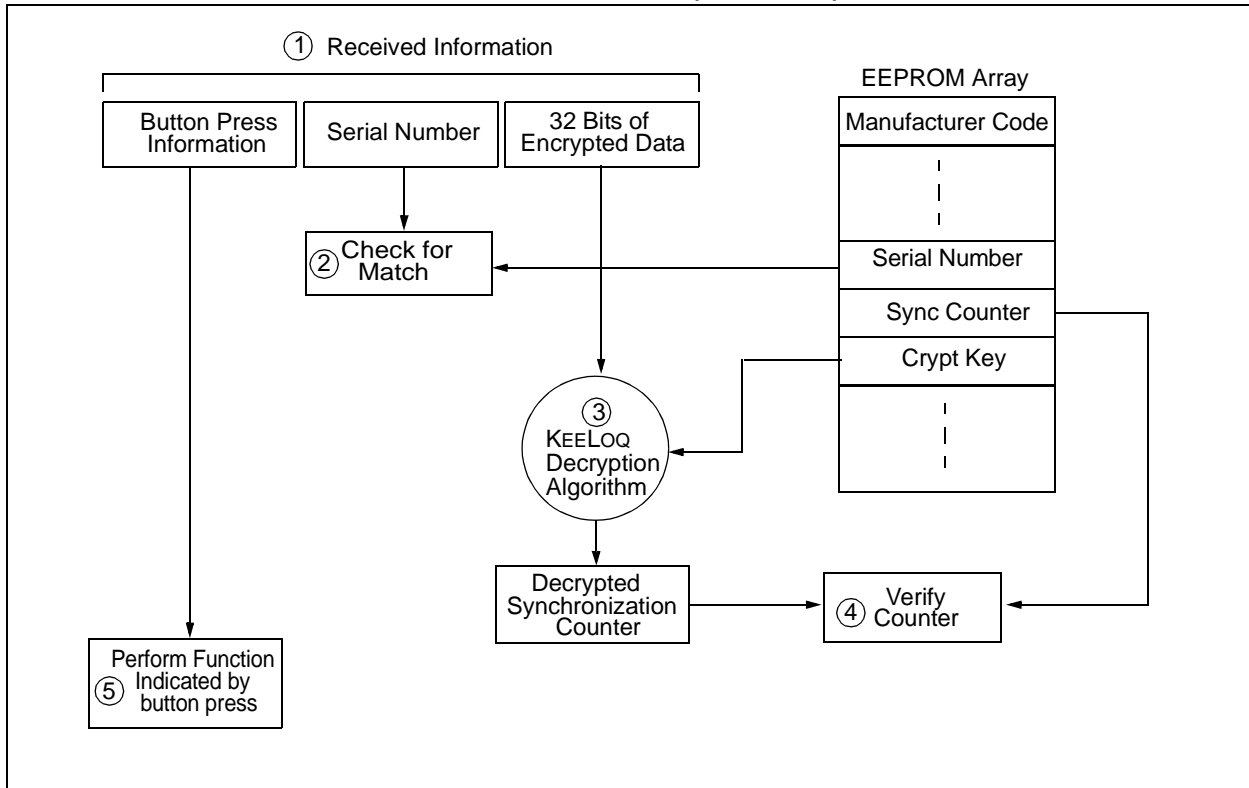 ① Received Information
EEPROM Array
Button Press
Information
Serial Number
32 Bits of
Encrypted Data
Manufacturer Code
② Check for
Match
Serial Number
Sync Counter
Crypt Key
③
KEELOQ
Decryption
Algorithm
Decrypted
Synchronization
Counter
④ Verify
Counter
Perform Function
⑤ Indicated by
button press